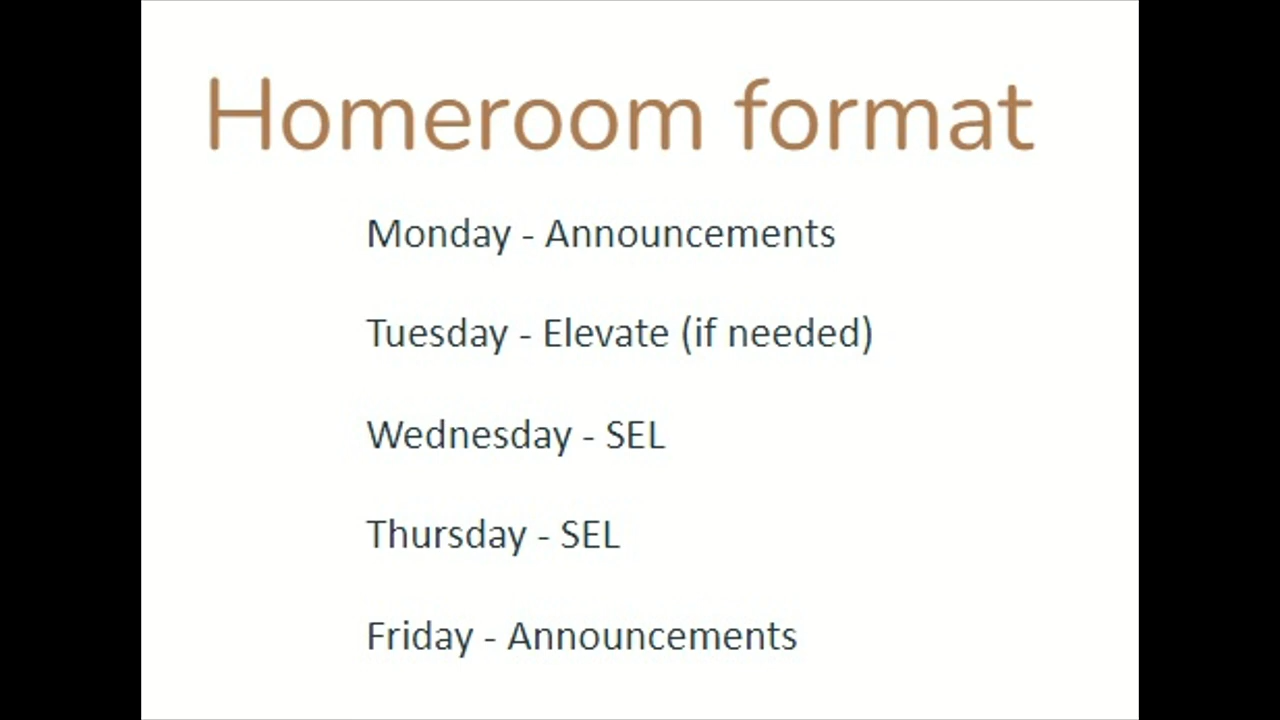 Homeroom format
Monday - Announcements
Tuesday - Elevate (if needed)
Wednesday - SEL
Thursday - SEL
Friday - Announcements